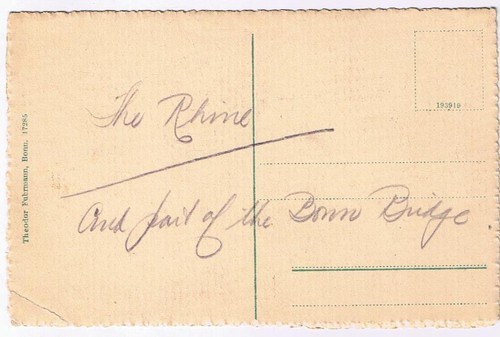 The Rhine
And part of the Bonn Bridge
Theodor Fuhrmann, Bonn. 17285
193919